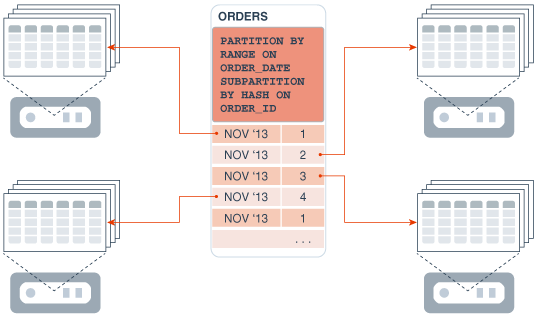 ORDERS
PARTITION BY
RANGE ON
ORDER_DATE
SUBPARTITION
BY HASH ON
ORDER_ID
NOV ‘13 1
NOV ‘13 2
NOV ‘13 3
NOV ‘13 4
NOV ‘13 1
. . .